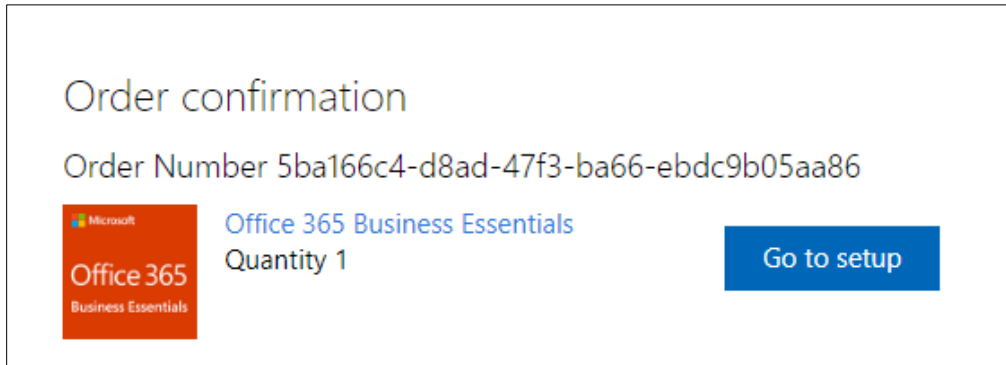 Order confirmation
Order Number 5ba166c4-d8ad-47f3-ba66-ebdc9b05aa86
Microsoft
Office 365
Business Essentials
Office 365 Business Essentials
Quantity 1
Go to setup